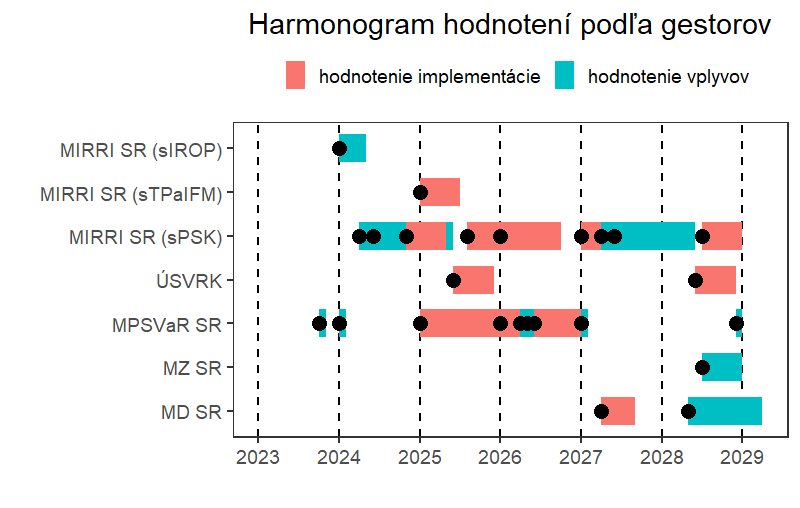 Harmonogram hodnotení podľa gestorov
hodnotenie implementácie hodnotenie vplyvov
MIRRI SR (sIROP)
MIRRI SR (sTPaIFM)
MIRRI SR (sPSK)
ÚSVRK
MPSVaR SR
MZ SR
MD SR
2023 2024 2025 2026 2027 2028 2029